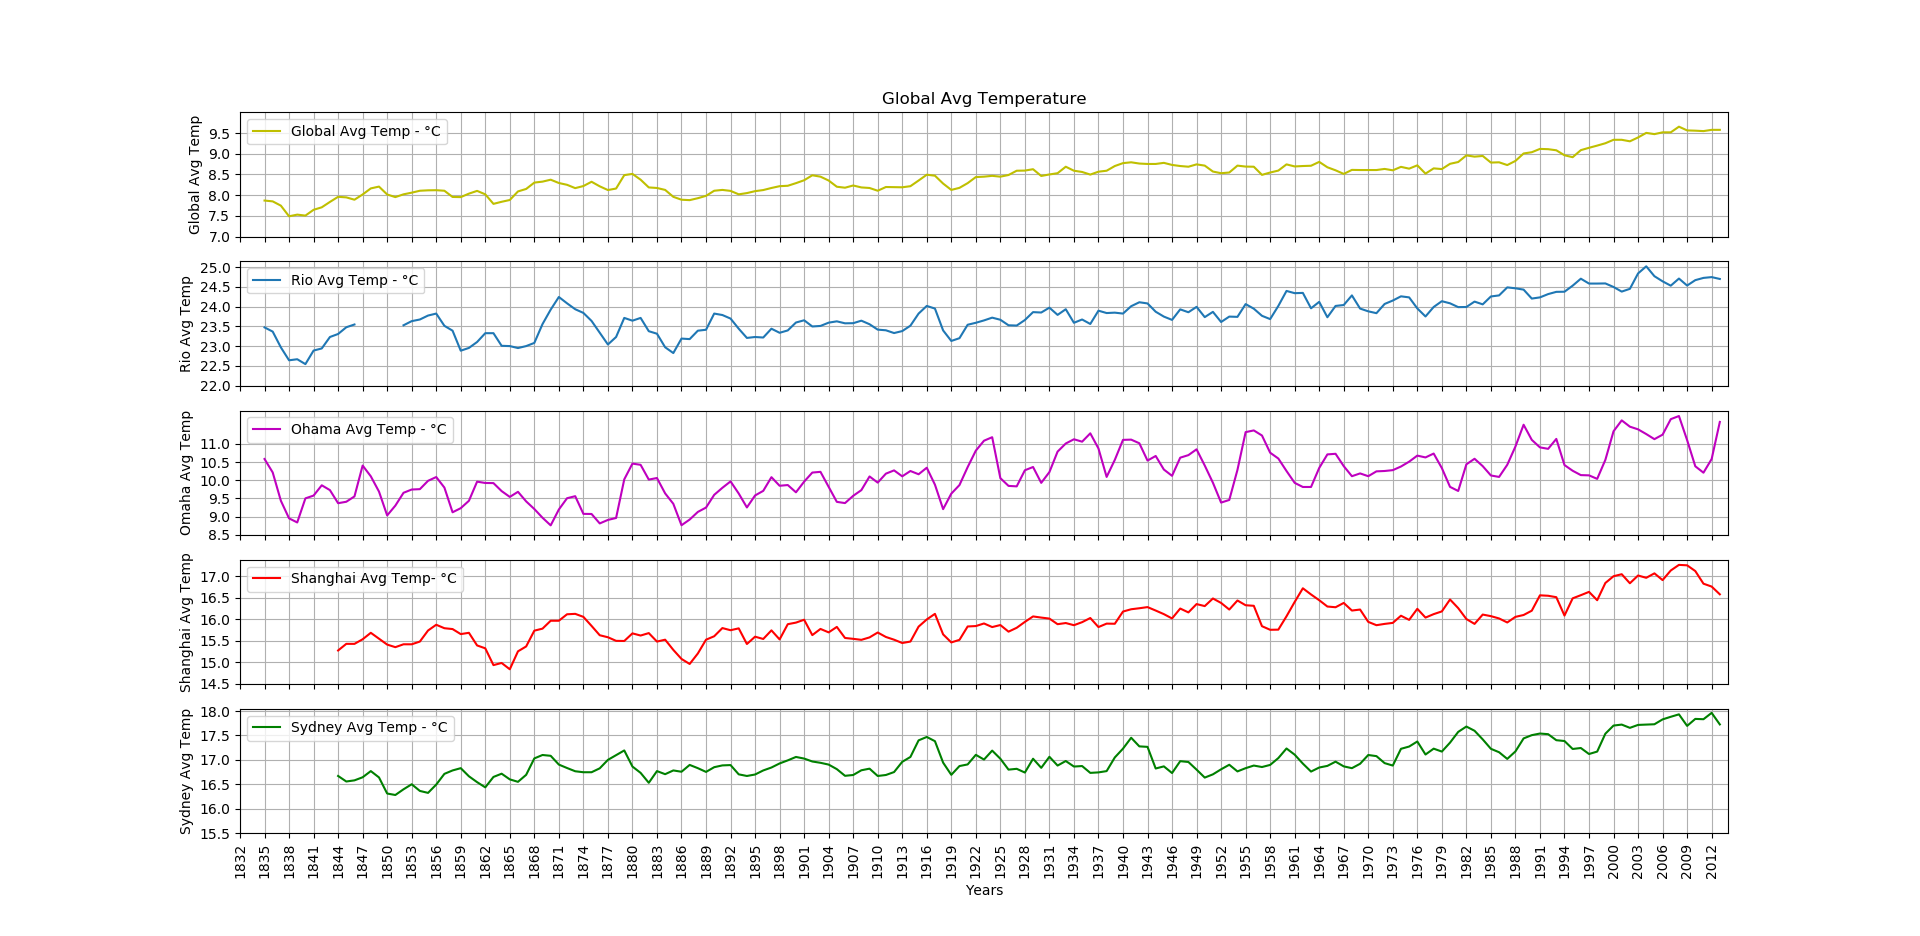 Global Avg Temperature
Global Avg Temp
Global Avg Temp - °C
9.5
9.0
8.5
8.0
7.5
7.0
Rio Avg Temp
Rio Avg Temp - °C
25.0
24.5
24.0
23.5
23.0
22.5
22.0
Omaha Avg Temp
Ohama Avg Temp - °C
11.0
10.5
10.0
9.5
9.0
8.5
Shanghai Avg Temp
Shanghai Avg Temp- °C
17.0
16.5
16.0
15.5
15.0
14.5
Sydney Avg Temp
Sydney Avg Temp - °C
18.0
17.5
17.0
16.5
16.0
15.5
1832 1835 1838 1841 1844 1847 1850 1853 1856 1859 1862 1865 1868 1871 1874 1877 1880 1883 1886 1889 1892 1895 1898 1901 1904 1907 1910 1913 1916 1919 1922 1925 1928 1931 1934 1937 1940 1943 1946 1949 1952 1955 1958 1961 1964 1967 1970 1973 1976 1979 1982 1985 1988 1991 1994 1997 2000 2003 2006 2009 2012
Years